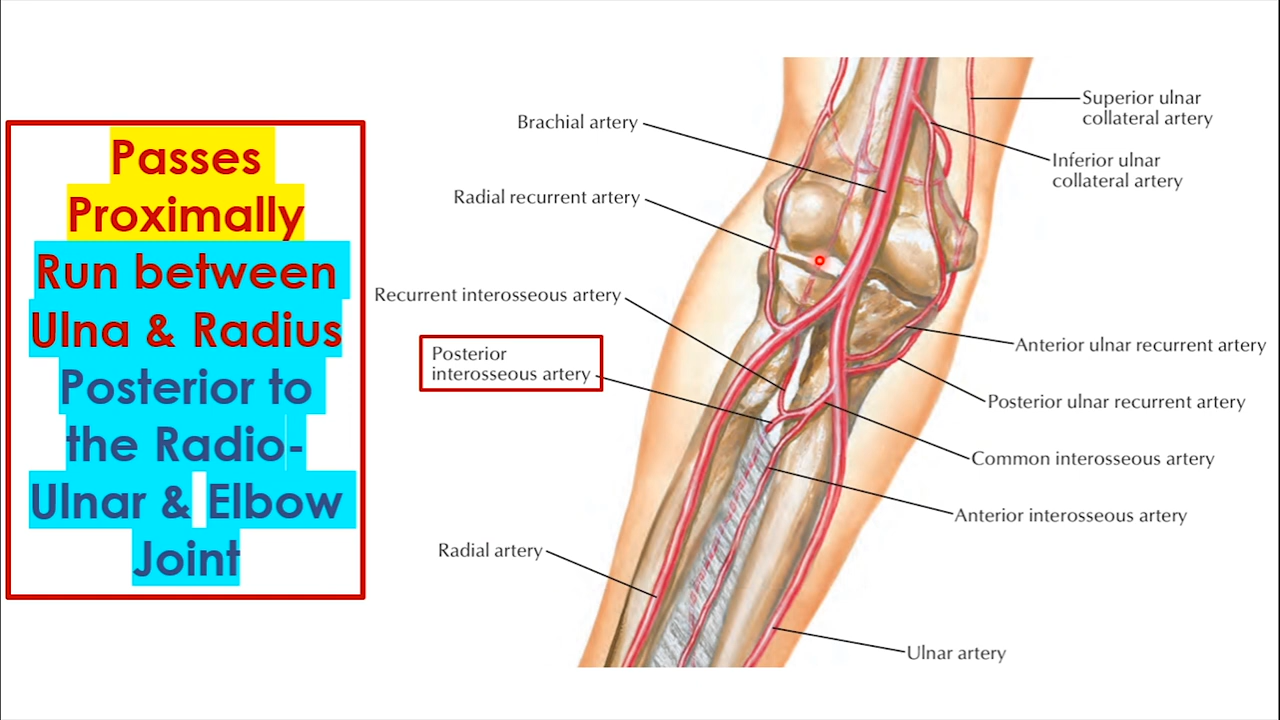 Passes
Proximally
Run between
Ulna & Radius
Posterior to
the Radio-
Ulnar & Elbow
Joint
Brachial artery
Radial recurrent artery
Recurrent interosseous artery
Posterior
interosseous artery
Radial artery
Superior ulnar
collateral artery
Inferior ulnar
collateral artery
Anterior ulnar recurrent artery
Posterior ulnar recurrent artery
Common interosseous artery
Anterior interosseous artery
Ulnar artery